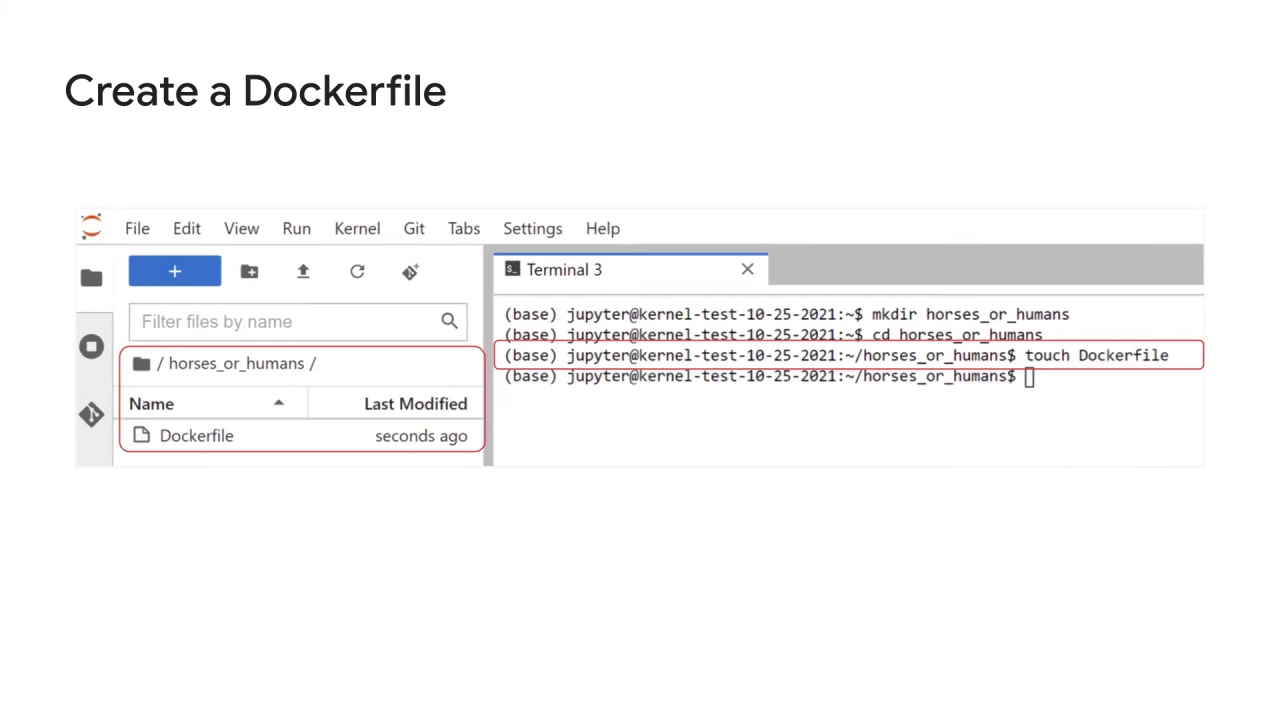 Create a Dockerfile
File Edit View Run Kernel Git Tabs Settings Help
+
Filter files by name
/ horses_or_humans /
Name Last Modified
Dockerfile seconds ago
Terminal 3
(base) jupyter@kernel-test-10-25-2021:~$ mkdir horses_or_humans
(base) jupyter@kernel-test-10-25-2021:~$ cd horses_or_humans
(base) jupyter@kernel-test-10-25-2021:~/horses_or_humans$ touch Dockerfile
(base) jupyter@kernel-test-10-25-2021:~/horses_or_humans$